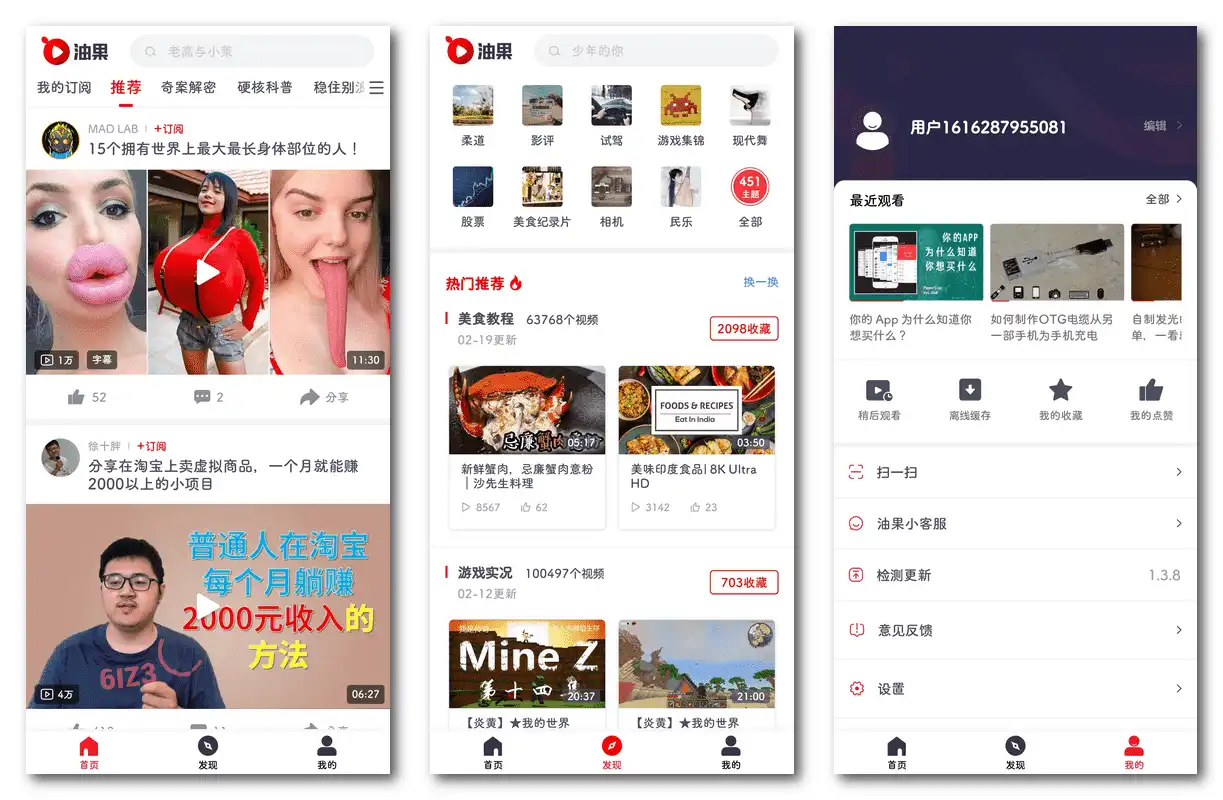 油果
老高与小茉
我的订阅 推荐 奇案解密 硬核科普 稳住别浪
MAD LAB +订阅
15个拥有世界上最大最长身体部位的人！
1万 字幕 11:30
52 2 分享
徐十胖 +订阅
分享在淘宝上卖虚拟商品，一个月就能赚
2000以上的小项目
普通人在淘宝
每个月躺赚
2000元收入的
方法
6IZ3
4万 06:27
首页 发现 我的
油果
少年的你
柔道 影评 试驾 游戏集锦 现代舞
451
主题
股票 美食纪录片 相机 民乐 全部
热门推荐 换一换
美食教程 63768个视频
02-19更新
2098收藏
FOODS & RECIPES
Eat In India
忌廉蟹肉意 05:17 03:50
新鲜蟹肉，忌廉蟹肉意粉
｜沙先生料理
8567 62
美味印度食品| 8K Ultra
HD
3142 23
游戏实况 100497个视频
02-12更新
703收藏
Mine Z
第十四 20:37 21:00
【炎黄】★我的世界 【炎黄】★我的世界
首页 发现 我的
用户1616287955081 编辑
最近观看 全部
你的APP
为什么知道
你想买什么
你的 App 为什么知道你
想买什么？
如何制作OTG电缆从另
一部手机为手机充电
自制发光
单，一看
稍后观看 离线缓存 我的收藏 我的点赞
扫一扫
油果小客服
检测更新 1.3.8
意见反馈
设置
首页 发现 我的